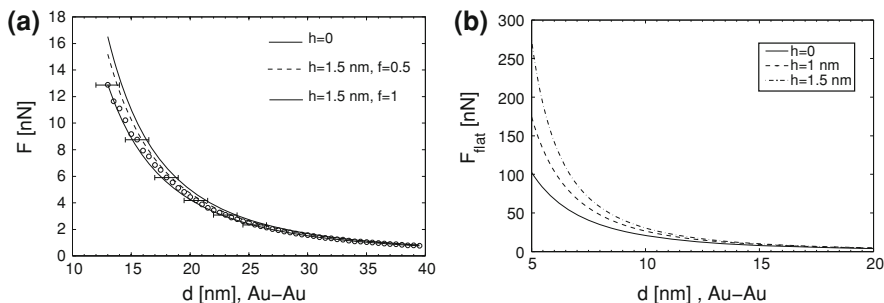 (a)
18
16
14
12
10
8
6
4
2
0
F [nN]
h=0
h=1.5 nm, f=0.5
h=1.5 nm, f=1
10 15 20 25 30 35 40
d [nm], Au−Au
(b)
300
250
200
150
100
50
0
F_flat [nN]
h=0
h=1 nm
h=1.5 nm
5 10 15 20
d [nm] , Au−Au